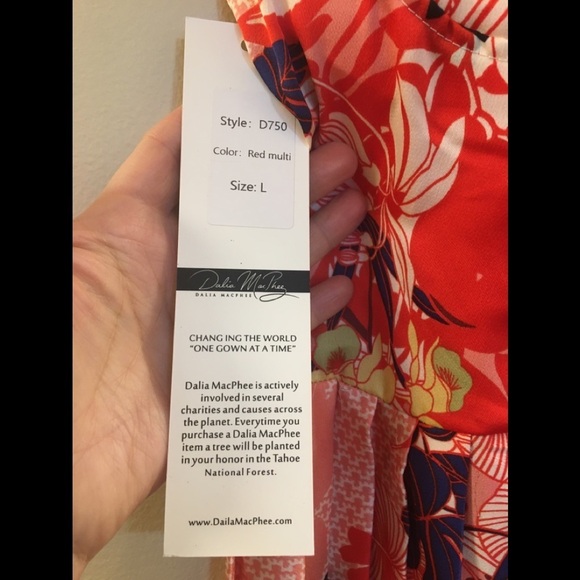 Style: D750
Color: Red multi
Size: L
Dalia MacPhee
DALIA MACPHEE
CHANGING THE WORLD
"ONE GOWN AT A TIME"
Dalia MacPhee is actively
involved in several
charities and causes across
the planet. Everytime you
purchase a Dalia MacPhee
item a tree will be planted
in your honor in the Tahoe
National Forest.
www.DailaMacPhee.com